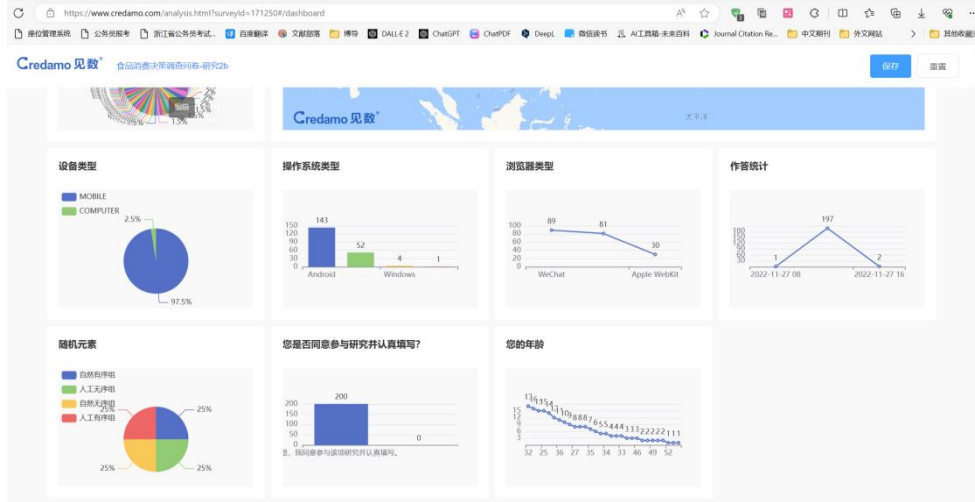 https://www.credamo.com/analysis.html?surveyId=171250#/dashboard
座位管理系统 公务员报考 浙江省公务员考试... 百度翻译 文献部落 博导 DALL·E 2 ChatGPT ChatPDF DeepL 微信读书 AI工具箱-未来百科 Journal Citation Re... 中文期刊 外文网站 其他收藏
Credamo 见数 食品消费决策调查问卷-研究2b 保存 重置
1.5%
1.5%
Credamo 见数 太平洋
设备类型 操作系统类型 浏览器类型 作答统计
MOBILE
COMPUTER
2.5%
97.5%
150
120
90
60
30
0
143
52
4
1
Android Windows
100
80
60
40
20
0
89
81
30
WeChat Apple WebKit
180
150
120
90
60
30
1
197
2
2022-11-27 08 2022-11-27 16
随机元素 您是否同意参与研究并认真填写? 您的年龄
自然有序组
人工无序组
自然无序组
人工有序组
25%
25%
25%
25%
200
150
100
50
0
200
0
是，我同意参与该项研究并认真填写。
15
12
9
6
3
32 25 36 27 35 34 33 46 49 52